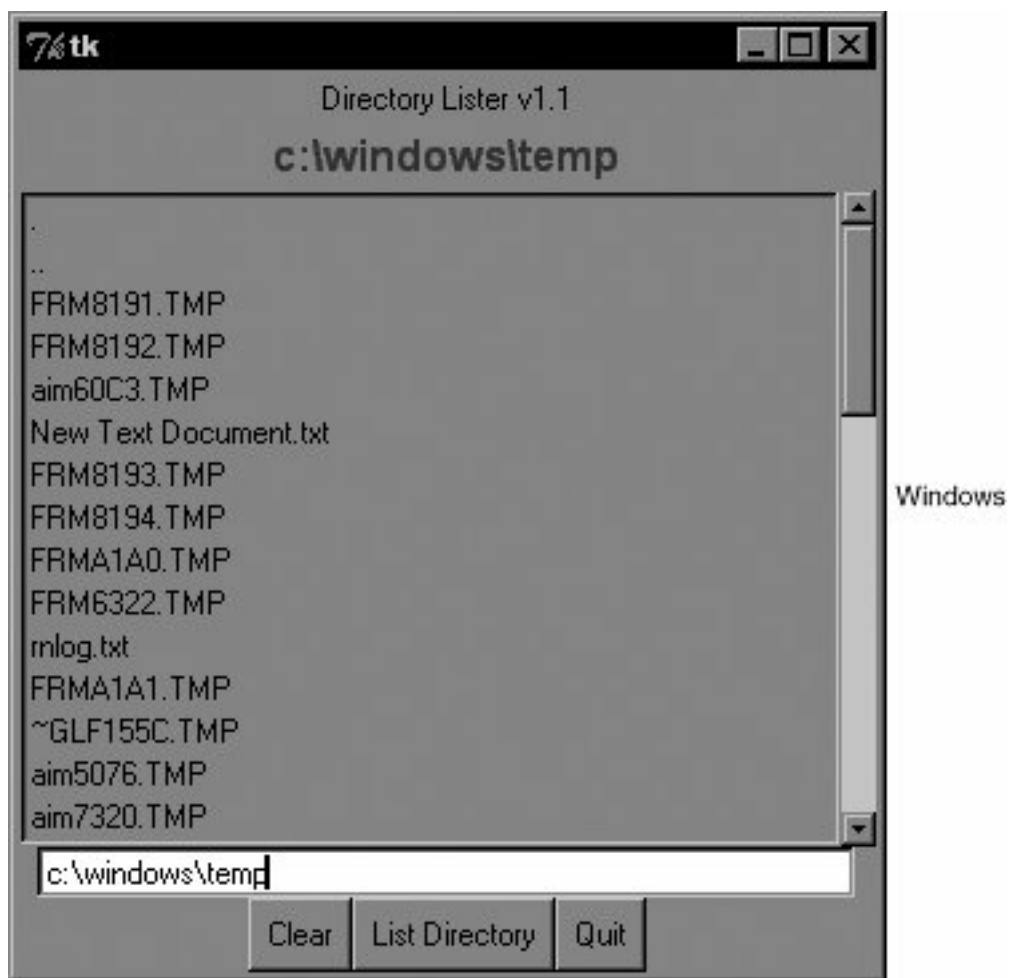 tk
Directory Lister v1.1
c:\windows\temp
.
..
FRM8191.TMP
FRM8192.TMP
aim60C3.TMP
New Text Document.txt
FRM8193.TMP
FRM8194.TMP
FRMA1A0.TMP
FRM6322.TMP
rnlog.txt
FRMA1A1.TMP
~GLF155C.TMP
aim5076.TMP
aim7320.TMP
c:\windows\temp
Clear List Directory Quit
Windows